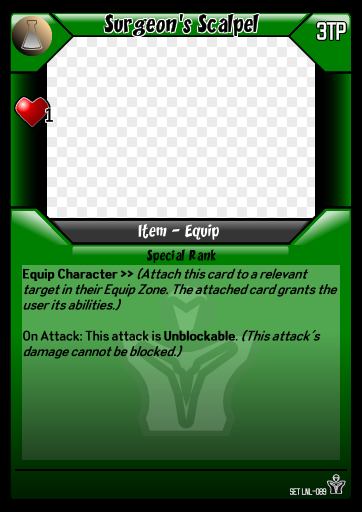 Surgeon's Scalpel
3TP
1
Item - Equip
Special Rank
Equip Character >> (Attach this card to a relevant
target in their Equip Zone. The attached card grants the
user its abilities.)
On Attack: This attack is Unblockable. (This attack's
damage cannot be blocked.)
SET LNL-089